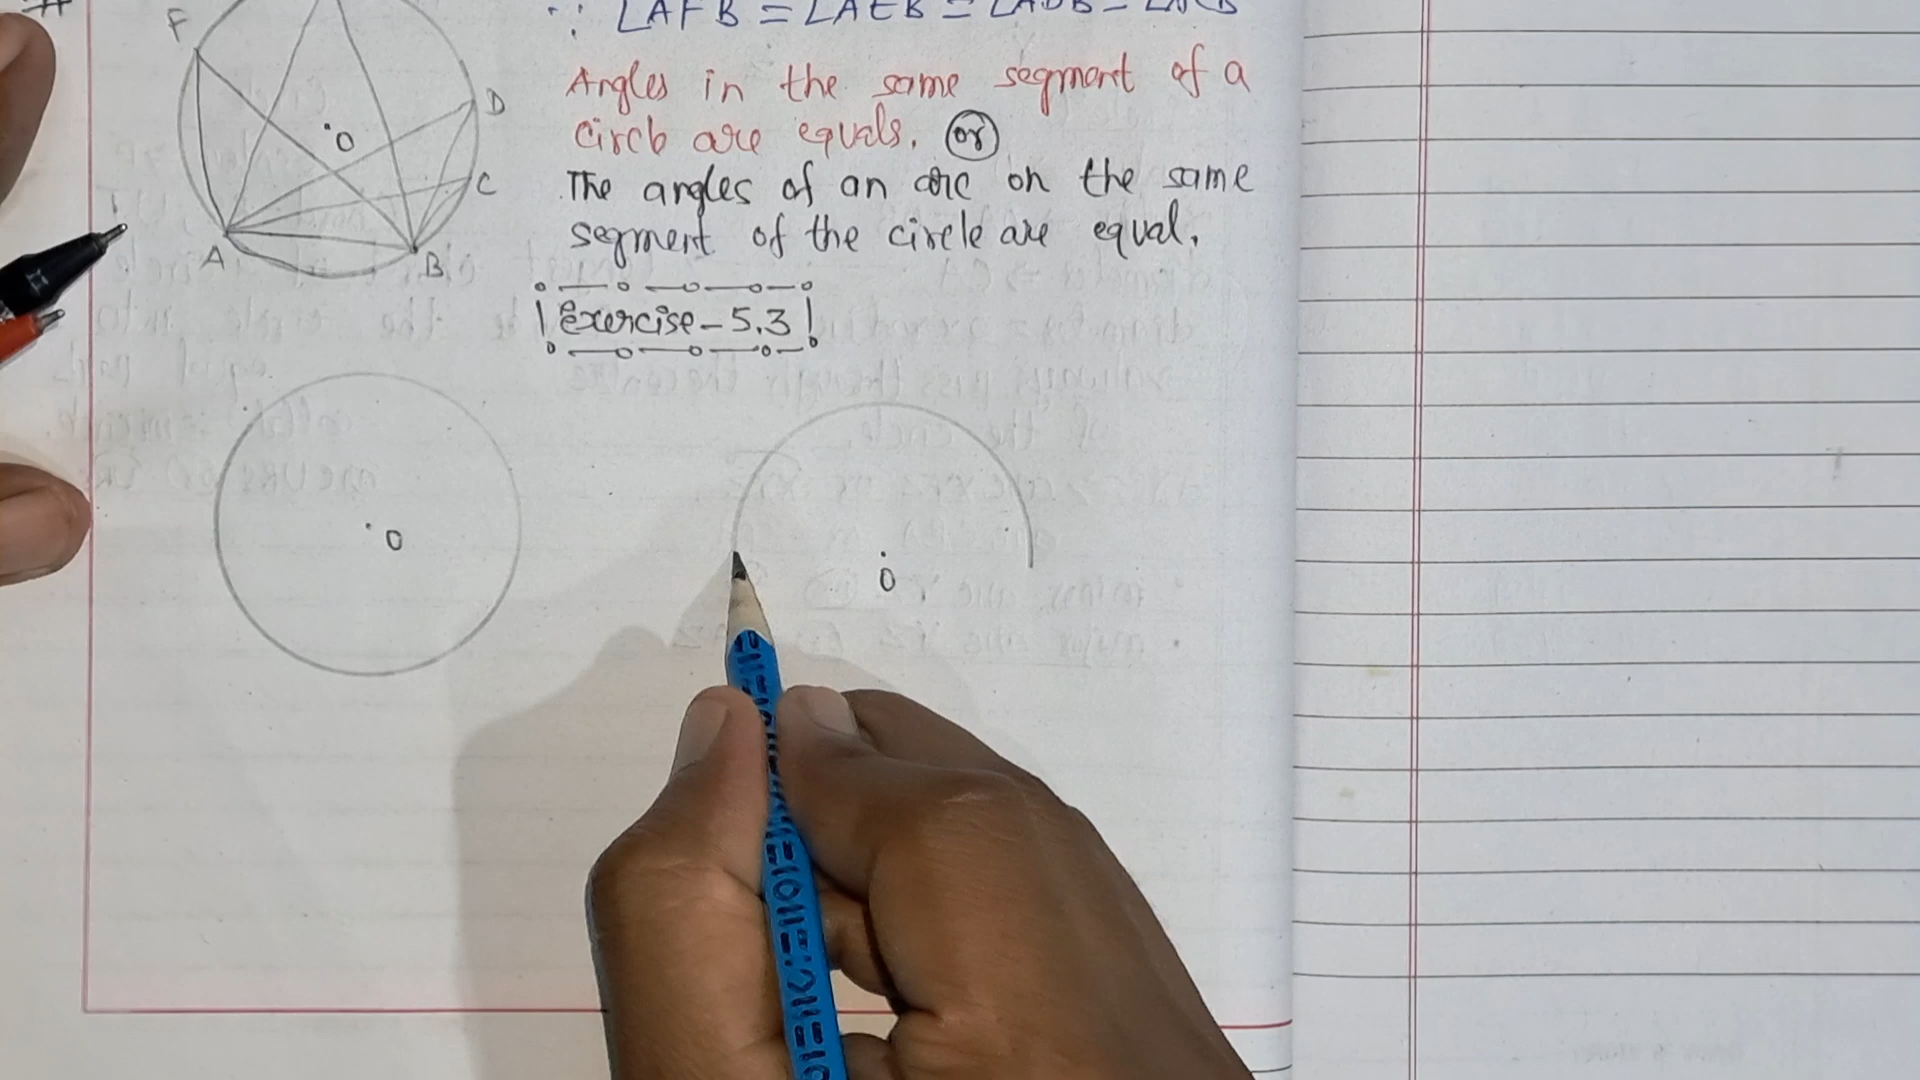 ∵ ∠AFB = ∠AEB = ∠ADB = ∠ACB
F
D
O
C
A
B
Angles in the same segment of a
circle are equals. (or)
The angles of an arc on the same
segment of the circle are equal.
Exercise-5.3
O
O